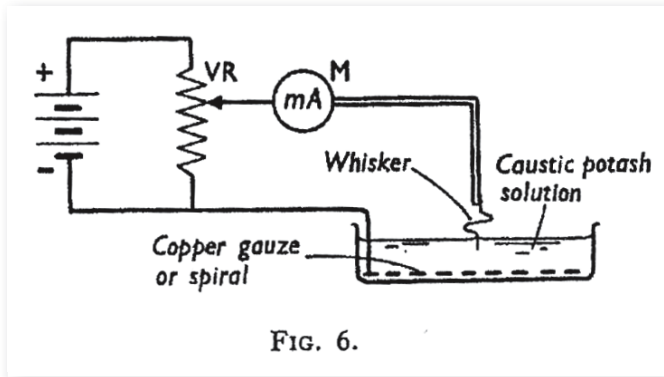 +
VR
M
mA
-
Whisker
Caustic potash
solution
Copper gauze
or spiral
FIG. 6.